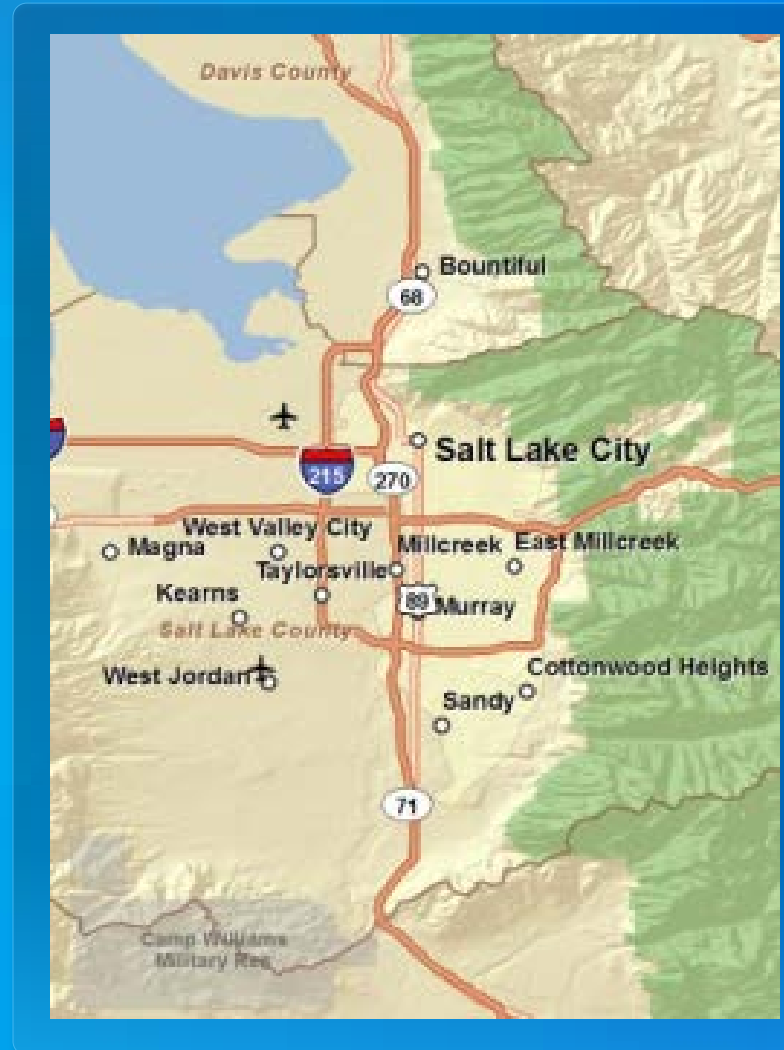 Davis County
Bountiful
68
Salt Lake City
215
270
West Valley City
Magna
Millcreek
East Millcreek
Taylorsville
Kearns
89
Murray
Salt Lake County
West Jordan
Cottonwood Heights
Sandy
71
Camp Williams
Military Res